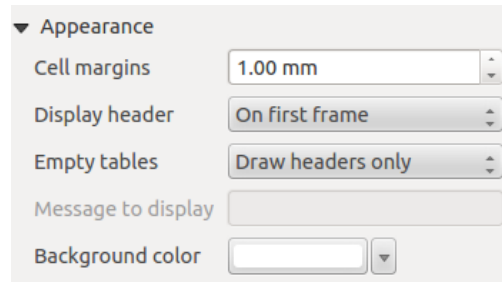 Appearance
Cell margins 1.00 mm
Display header On first frame
Empty tables Draw headers only
Message to display
Background color